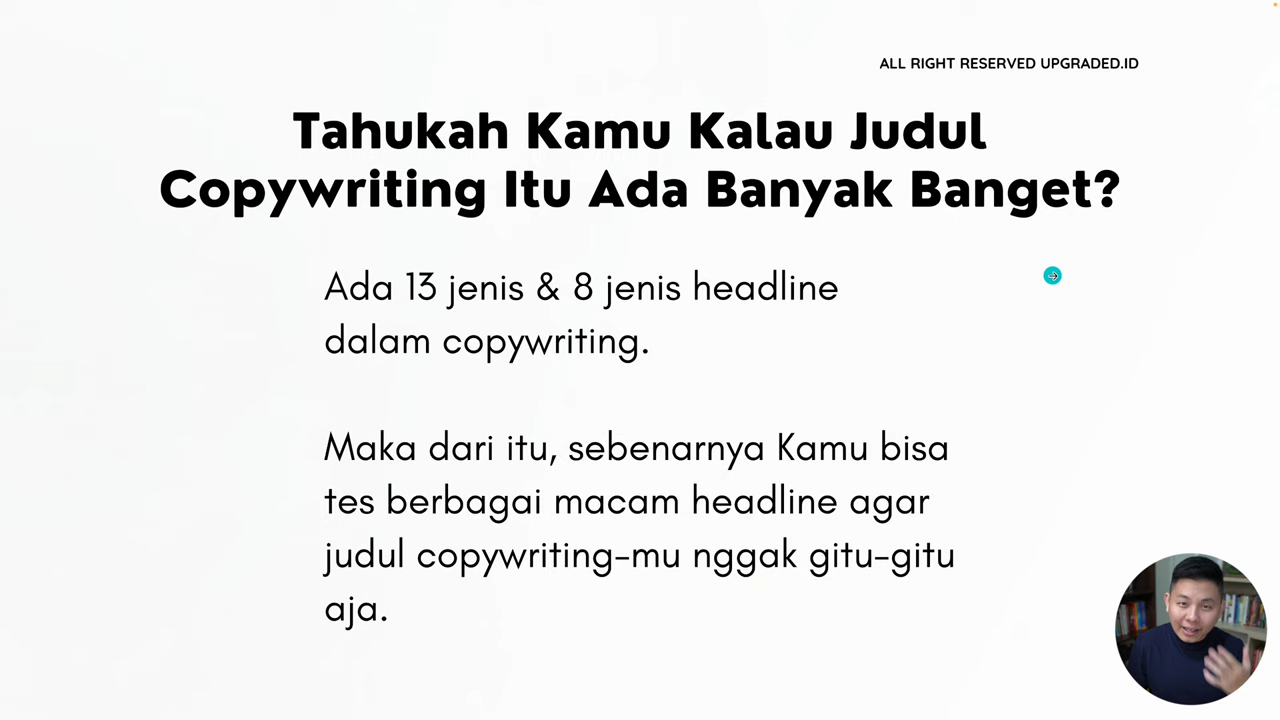 ALL RIGHT RESERVED UPGRADED.ID
Tahukah Kamu Kalau Judul
Copywriting Itu Ada Banyak Banget?
Ada 13 jenis & 8 jenis headline
dalam copywriting.
Maka dari itu, sebenarnya Kamu bisa
tes berbagai macam headline agar
judul copywriting-mu nggak gitu-gitu
aja.